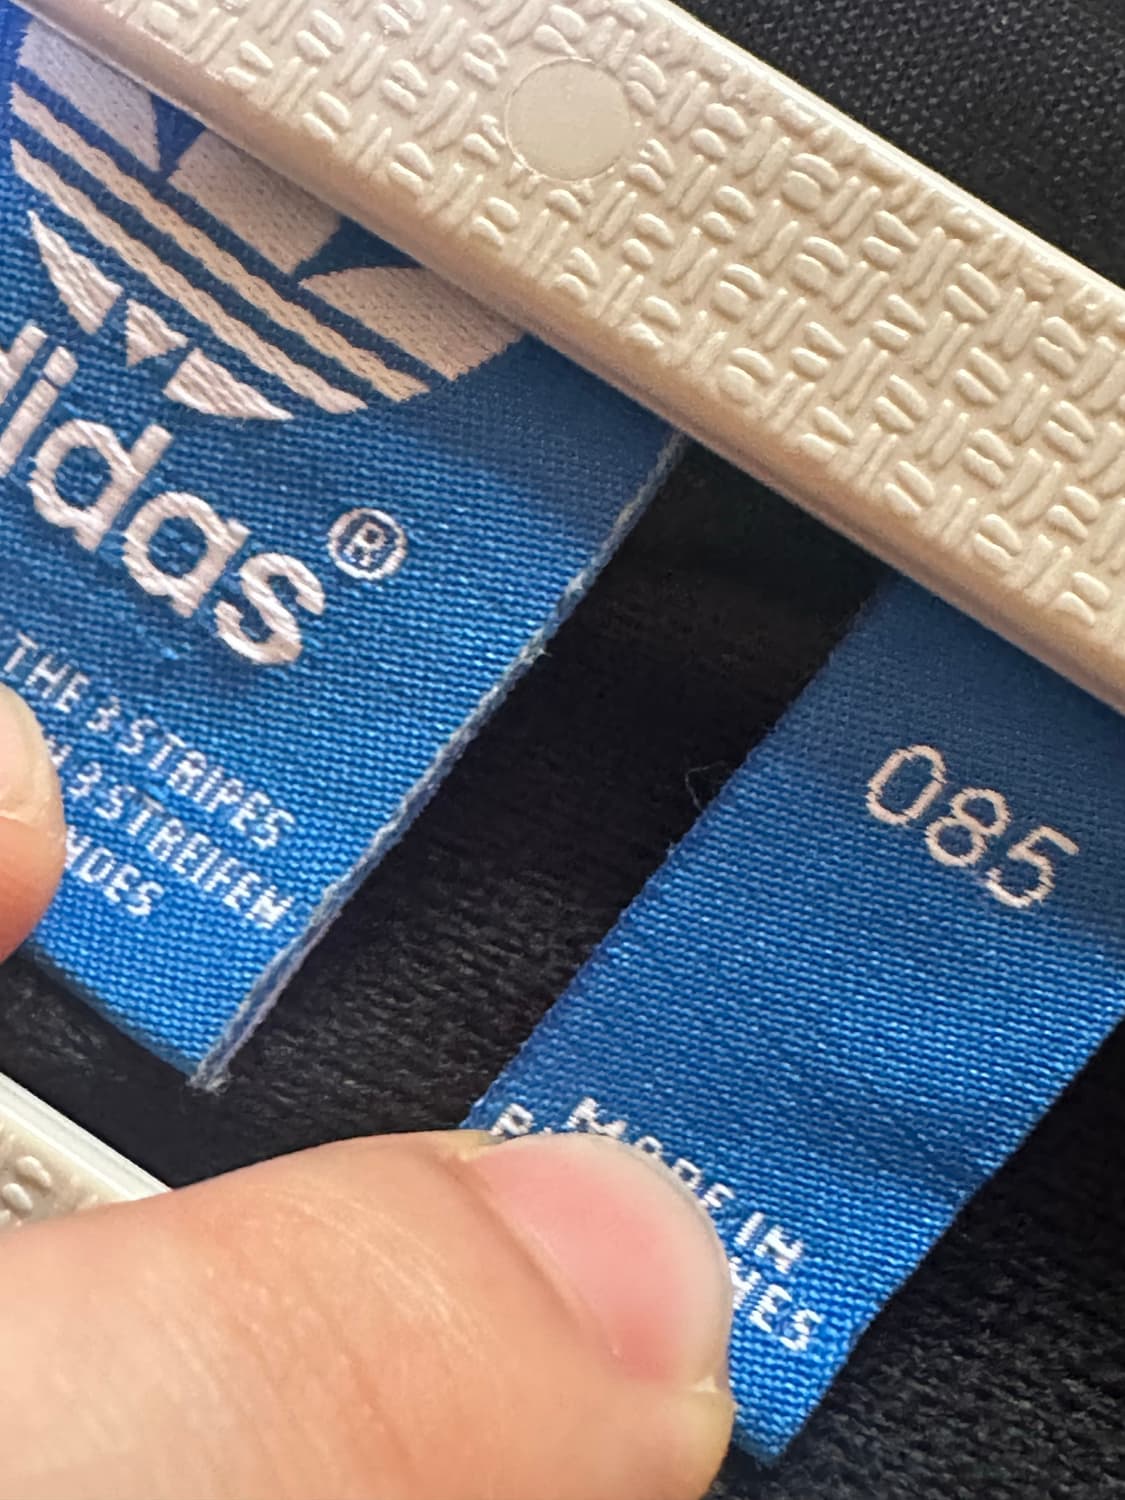 adidas®
THE 3 STRIPES
3 STREIFEN
085
MADE IN